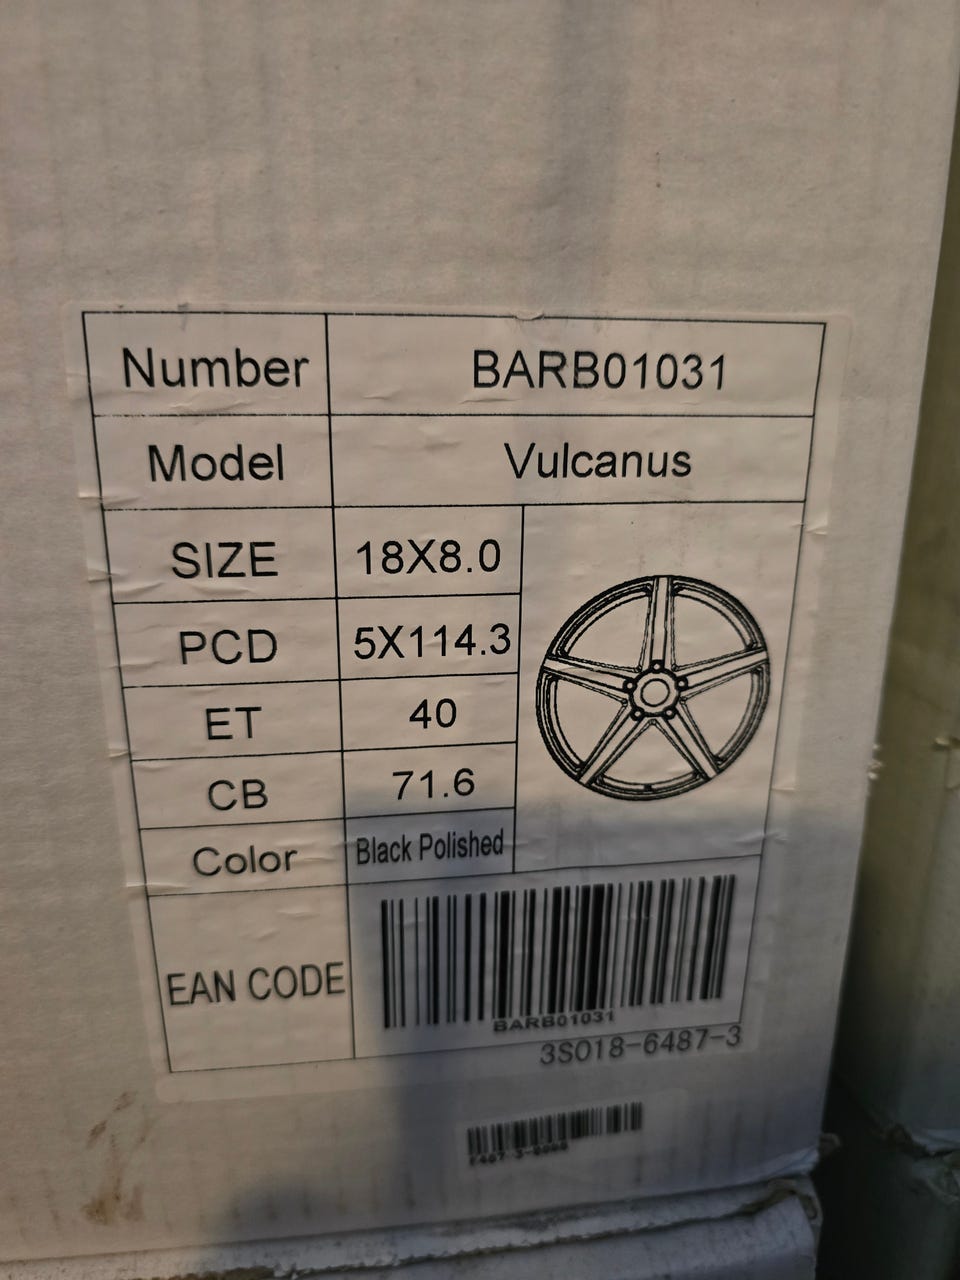 Number BARB01031
Model Vulcanus
SIZE 18X8.0
PCD 5X114.3
ET 40
CB 71.6
Color Black Polished
EAN CODE
BARB01031
3S018-6487-3